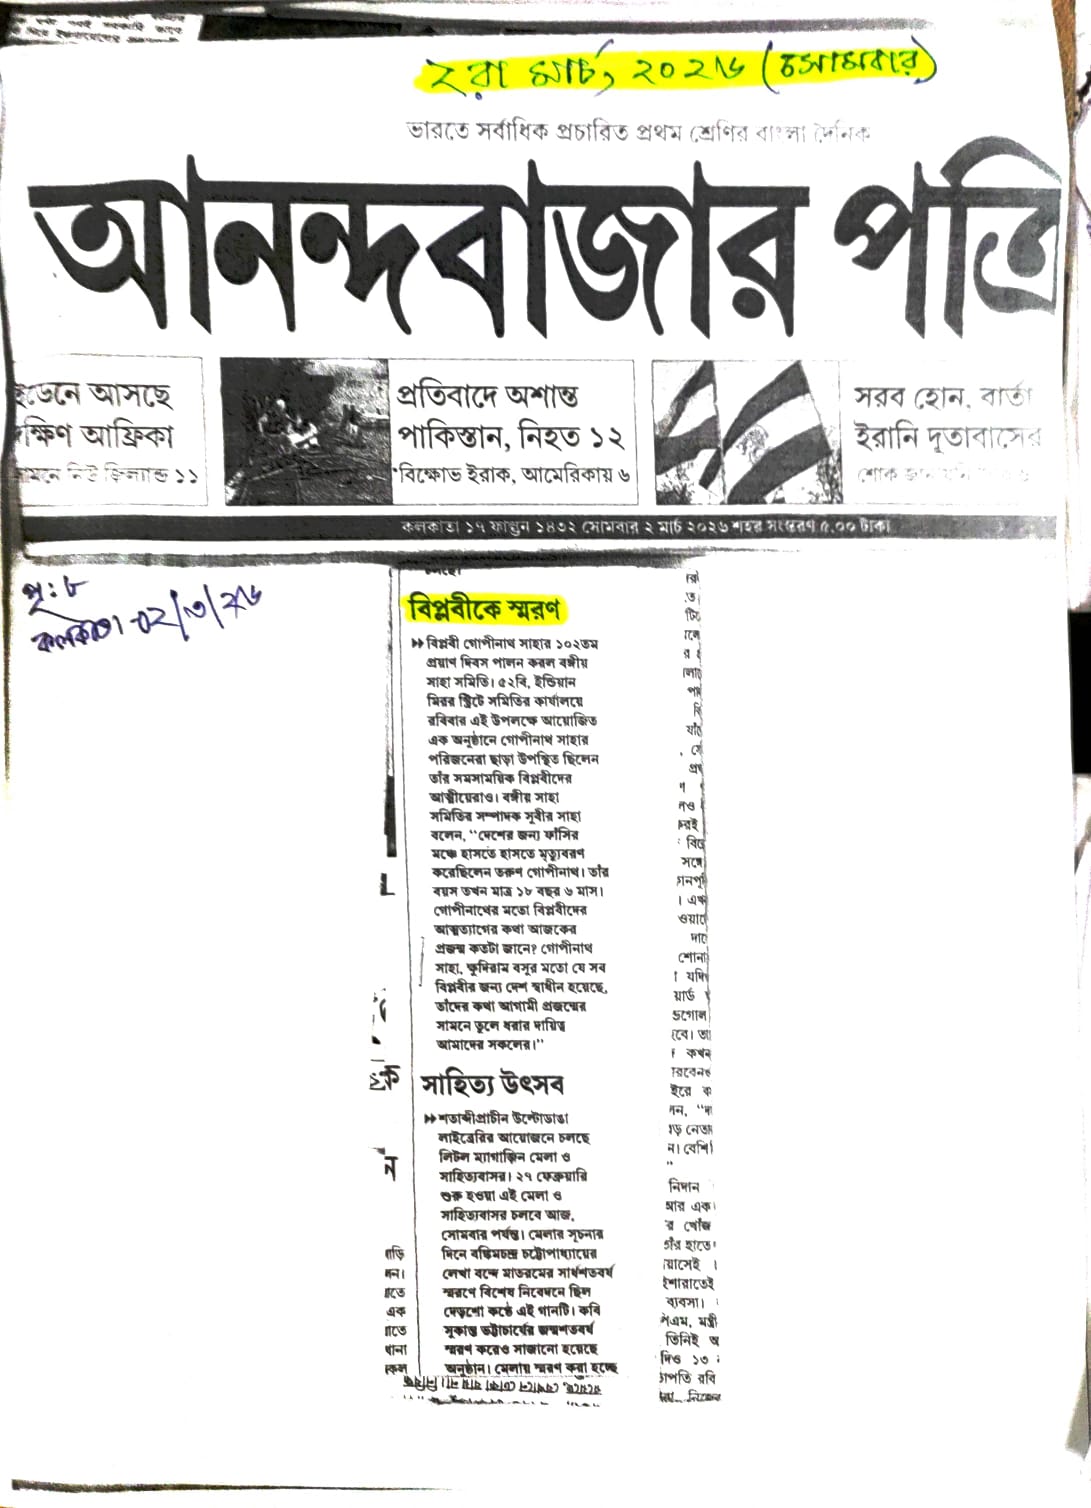 ২রা মার্চ, ২০২৬ (সোমবার)
ভারতে সর্বাধিক প্রচারিত প্রথম শ্রেণির বাংলা দৈনিক
আনন্দবাজার পত্রি
ইডেনে আসছে
দক্ষিণ আফ্রিকা
সামনে নিউ জ়িল্যান্ড ১১
প্রতিবাদে অশান্ত
পাকিস্তান, নিহত ১২
বিক্ষোভ ইরাক, আমেরিকায় ৬
সরব হোন, বার্তা
ইরানি দূতাবাসের
শোক
কলকাতা ১৭ ফাল্গুন ১৪৩২ সোমবার ২ মার্চ ২০২৬ শহর সংস্করণ ৫.০০ টাকা
পৃ: ৮
কলকাতা -০২/৩/২৬
বিপ্লবীকে স্মরণ
বিপ্লবী গোপীনাথ সাহার ১০২তম
প্রয়াণ দিবস পালন করল বঙ্গীয়
সাহা সমিতি। ৫২বি, ইন্ডিয়ান
মিরর স্ট্রিটে সমিতির কার্যালয়ে
রবিবার এই উপলক্ষে আয়োজিত
এক অনুষ্ঠানে গোপীনাথ সাহার
পরিজনেরা ছাড়া উপস্থিত ছিলেন
তাঁর সমসাময়িক বিপ্লবীদের
আত্মীয়েরাও। বঙ্গীয় সাহা
সমিতির সম্পাদক সুবীর সাহা
বলেন, ‘‘দেশের জন্য ফাঁসির
মঞ্চে হাসতে হাসতে মৃত্যুবরণ
করেছিলেন তরুণ গোপীনাথ। তাঁর
বয়স তখন মাত্র ১৮ বছর ৬ মাস।
গোপীনাথের মতো বিপ্লবীদের
আত্মত্যাগের কথা আজকের
প্রজন্ম কতটা জানে? গোপীনাথ
সাহা, ক্ষুদিরাম বসুর মতো যে সব
বিপ্লবীর জন্য দেশ স্বাধীন হয়েছে,
তাঁদের কথা আগামী প্রজন্মের
সামনে তুলে ধরার দায়িত্ব
আমাদের সকলের।’’
সাহিত্য উৎসব
শতাব্দীপ্রাচীন উল্টোডাঙা
লাইব্রেরির আয়োজনে চলছে
লিটল ম্যাগাজ়িন মেলা ও
সাহিত্যবাসর। ২৭ ফেব্রুয়ারি
শুরু হওয়া এই মেলা ও
সাহিত্যবাসর চলবে আজ,
সোমবার পর্যন্ত। মেলার সূচনার
দিনে বঙ্কিমচন্দ্র চট্টোপাধ্যায়ের
লেখা বন্দে মাতরমের সার্ধশতবর্ষ
স্মরণে বিশেষ নিবেদনে ছিল
দেড়শো কণ্ঠে এই গানটি। কবি
সুকান্ত ভট্টাচার্যের জন্মশতবর্ষ
স্মরণ করেও সাজানো হয়েছে
অনুষ্ঠান। মেলায় স্মরণ করা হচ্ছে